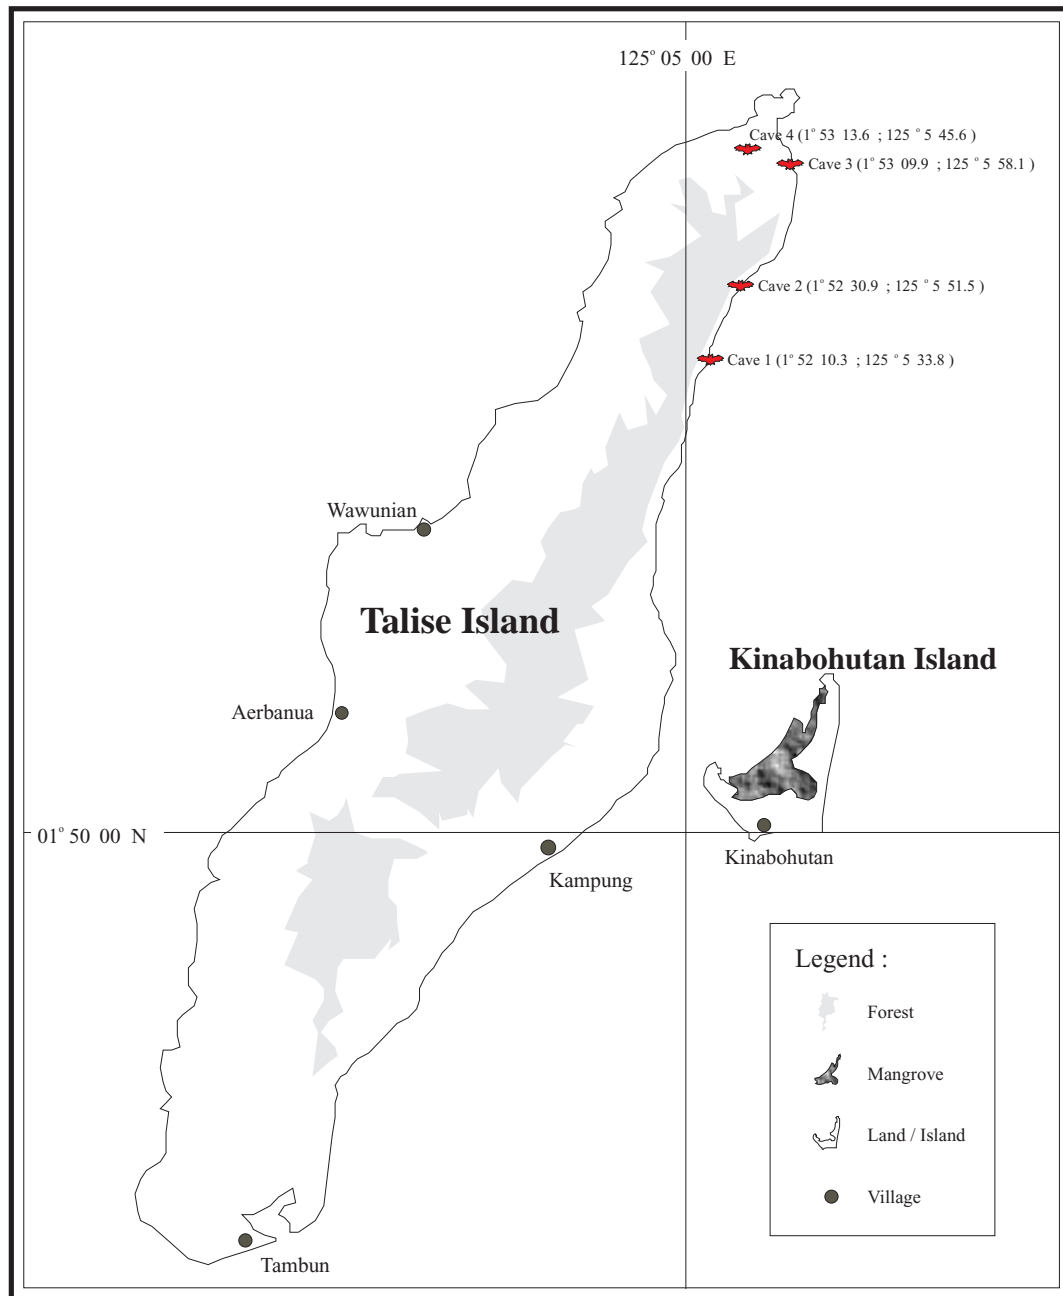 125° 05 00 E
Cave 4 (1° 53 13.6 ; 125 ° 5 45.6 )
Cave 3 (1° 53 09.9 ; 125 ° 5 58.1 )
Cave 2 (1° 52 30.9 ; 125 ° 5 51.5 )
Cave 1 (1° 52 10.3 ; 125 ° 5 33.8 )
Wawunian
Talise Island
Kinabohutan Island
Aerbanua
01° 50 00 N
Kinabohutan
Kampung
Legend :
Forest
Mangrove
Land / Island
Village
Tambun